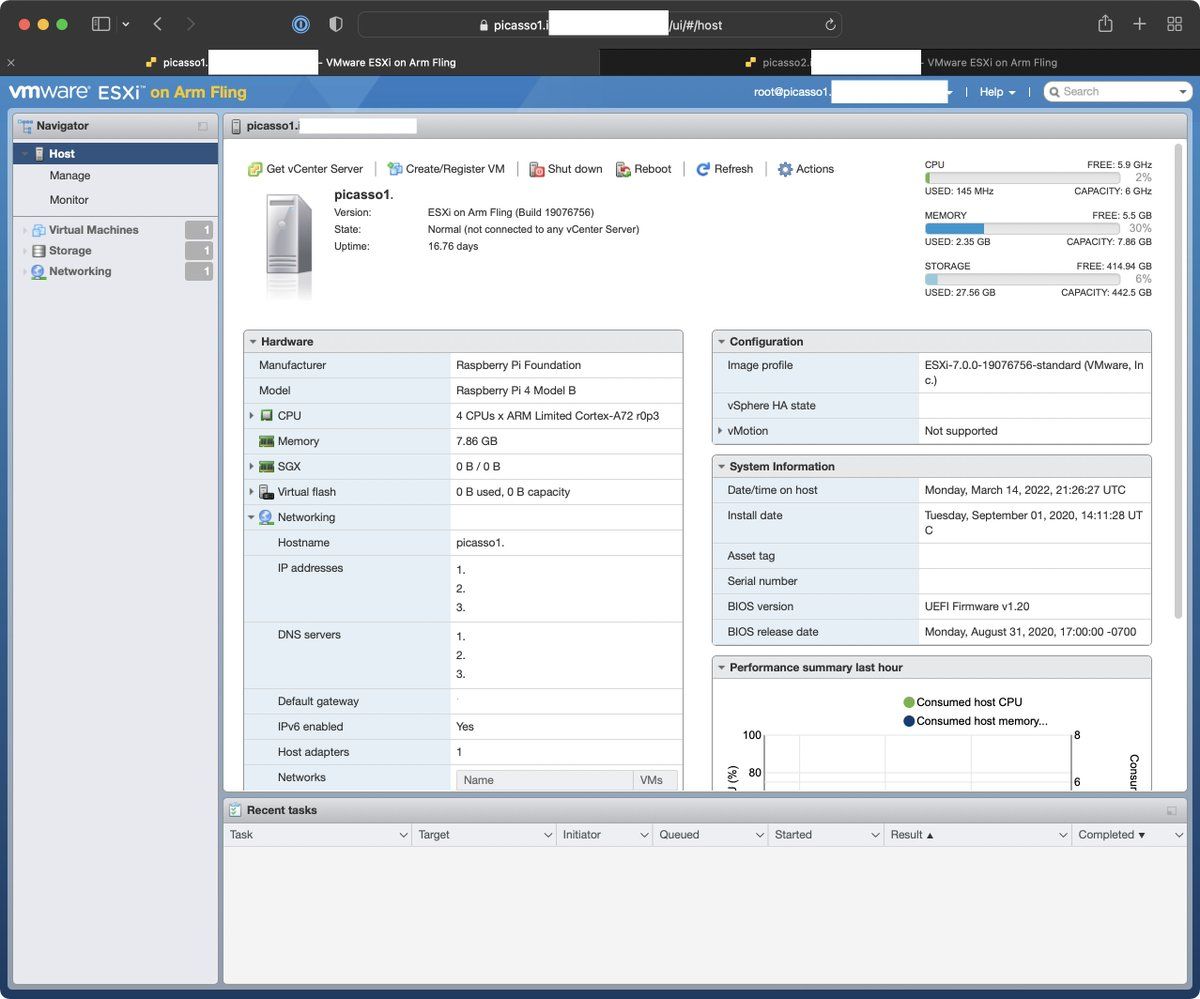 picasso1.i /ui/#/host
picasso1. - VMware ESXi on Arm Fling
picasso2.i - VMware ESXi on Arm Fling
vmware® ESXi™ on Arm Fling
root@picasso1. | Help | Search
Navigator
Host
Manage
Monitor
Virtual Machines 1
Storage 1
Networking 1
picasso1.i
Get vCenter Server | Create/Register VM | Shut down Reboot | Refresh | Actions
picasso1.
Version: ESXi on Arm Fling (Build 19076756)
State: Normal (not connected to any vCenter Server)
Uptime: 16.76 days
CPU FREE: 5.9 GHz
2%
USED: 145 MHz CAPACITY: 6 GHz
MEMORY FREE: 5.5 GB
30%
USED: 2.35 GB CAPACITY: 7.86 GB
STORAGE FREE: 414.94 GB
6%
USED: 27.56 GB CAPACITY: 442.5 GB
Hardware
Manufacturer Raspberry Pi Foundation
Model Raspberry Pi 4 Model B
CPU 4 CPUs x ARM Limited Cortex-A72 r0p3
Memory 7.86 GB
SGX 0 B / 0 B
Virtual flash 0 B used, 0 B capacity
Networking
Hostname picasso1.
IP addresses 1.
2.
3.
DNS servers 1.
2.
3.
Default gateway
IPv6 enabled Yes
Host adapters 1
Networks Name VMs
Configuration
Image profile ESXi-7.0.0-19076756-standard (VMware, In
c.)
vSphere HA state
vMotion Not supported
System Information
Date/time on host Monday, March 14, 2022, 21:26:27 UTC
Install date Tuesday, September 01, 2020, 14:11:28 UT
C
Asset tag
Serial number
BIOS version UEFI Firmware v1.20
BIOS release date Monday, August 31, 2020, 17:00:00 -0700
Performance summary last hour
Consumed host CPU
Consumed host memory...
100 8
80 6
(%)
Consur
Recent tasks
Task Target Initiator Queued Started Result ▲ Completed ▼